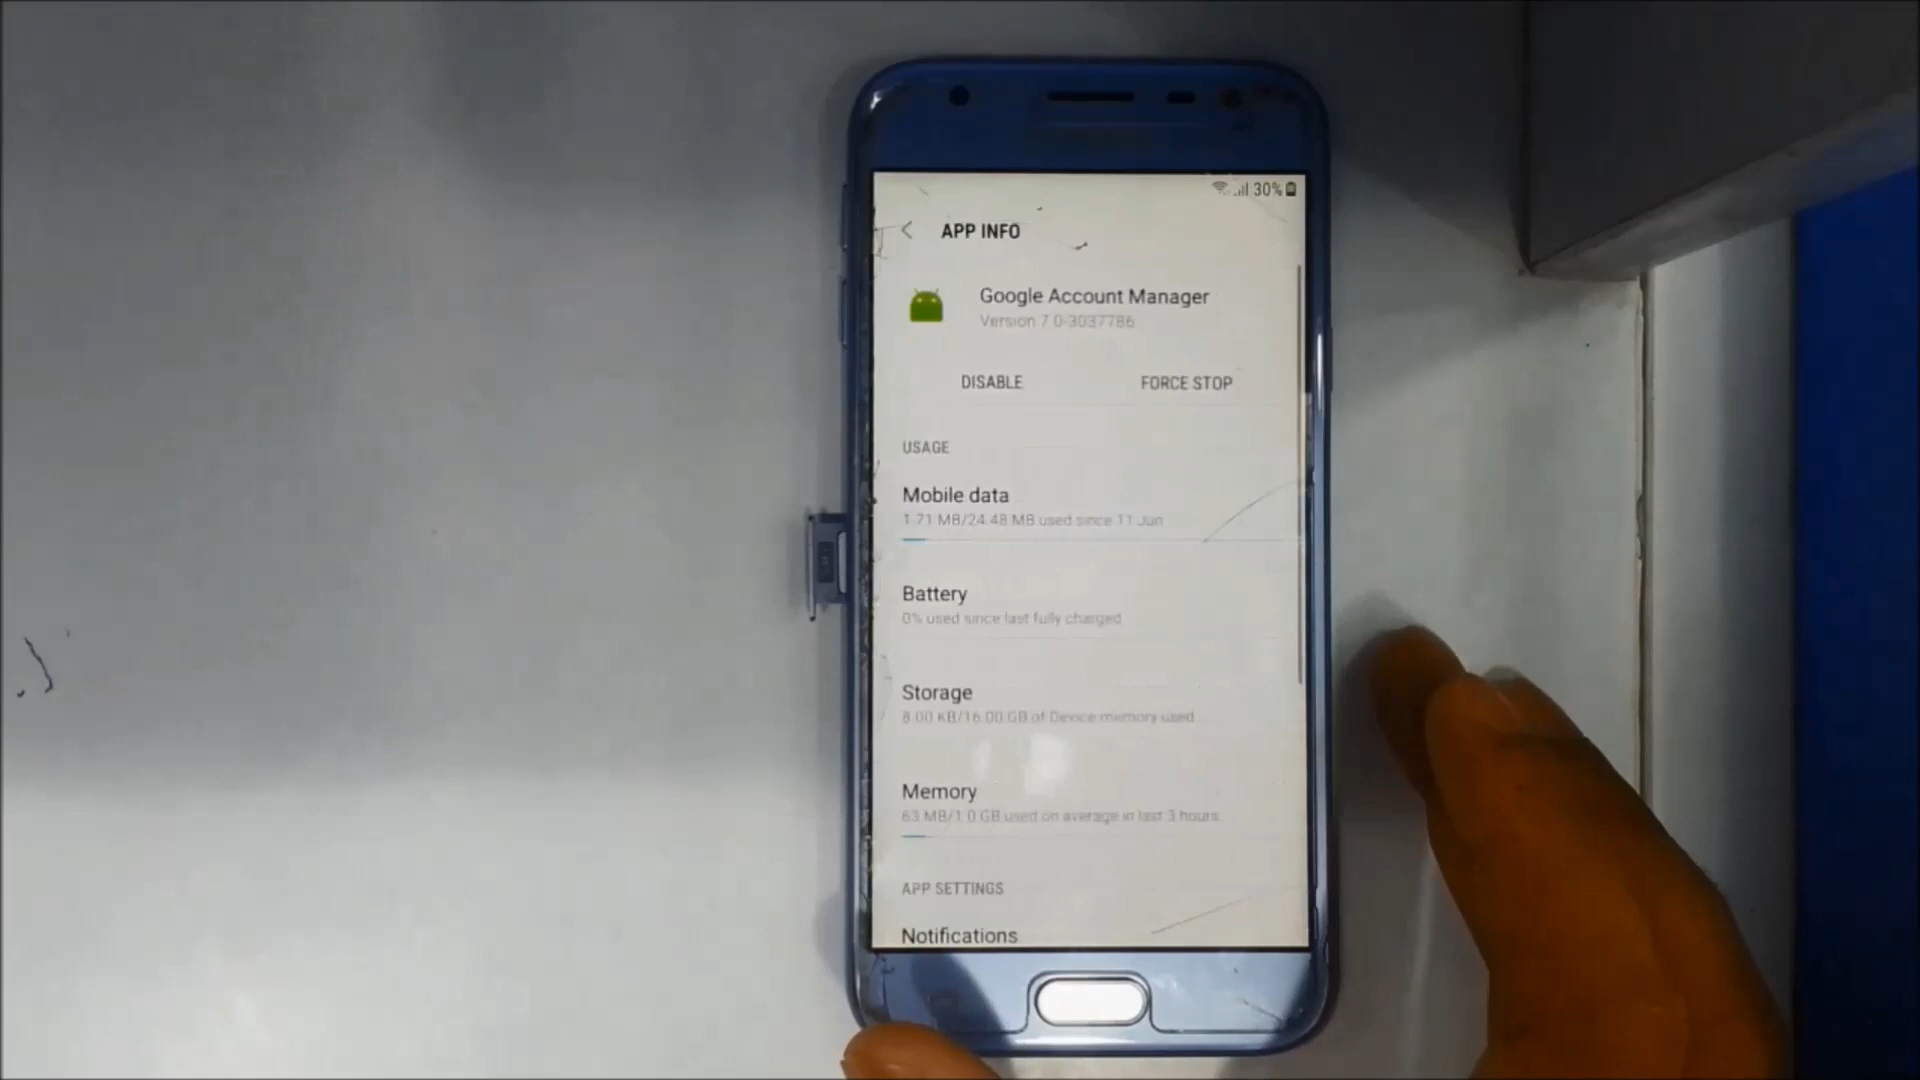 30%
APP INFO
Google Account Manager
Version 7.0-3037786
DISABLE
FORCE STOP
USAGE
Mobile data
1.71 MB/24.48 MB used since 11 Jun
Battery
0% used since last fully charged
Storage
8.00 KB/16.00 GB of Device memory used
Memory
63 MB/1.0 GB used on average in last 3 hours
APP SETTINGS
Notifications